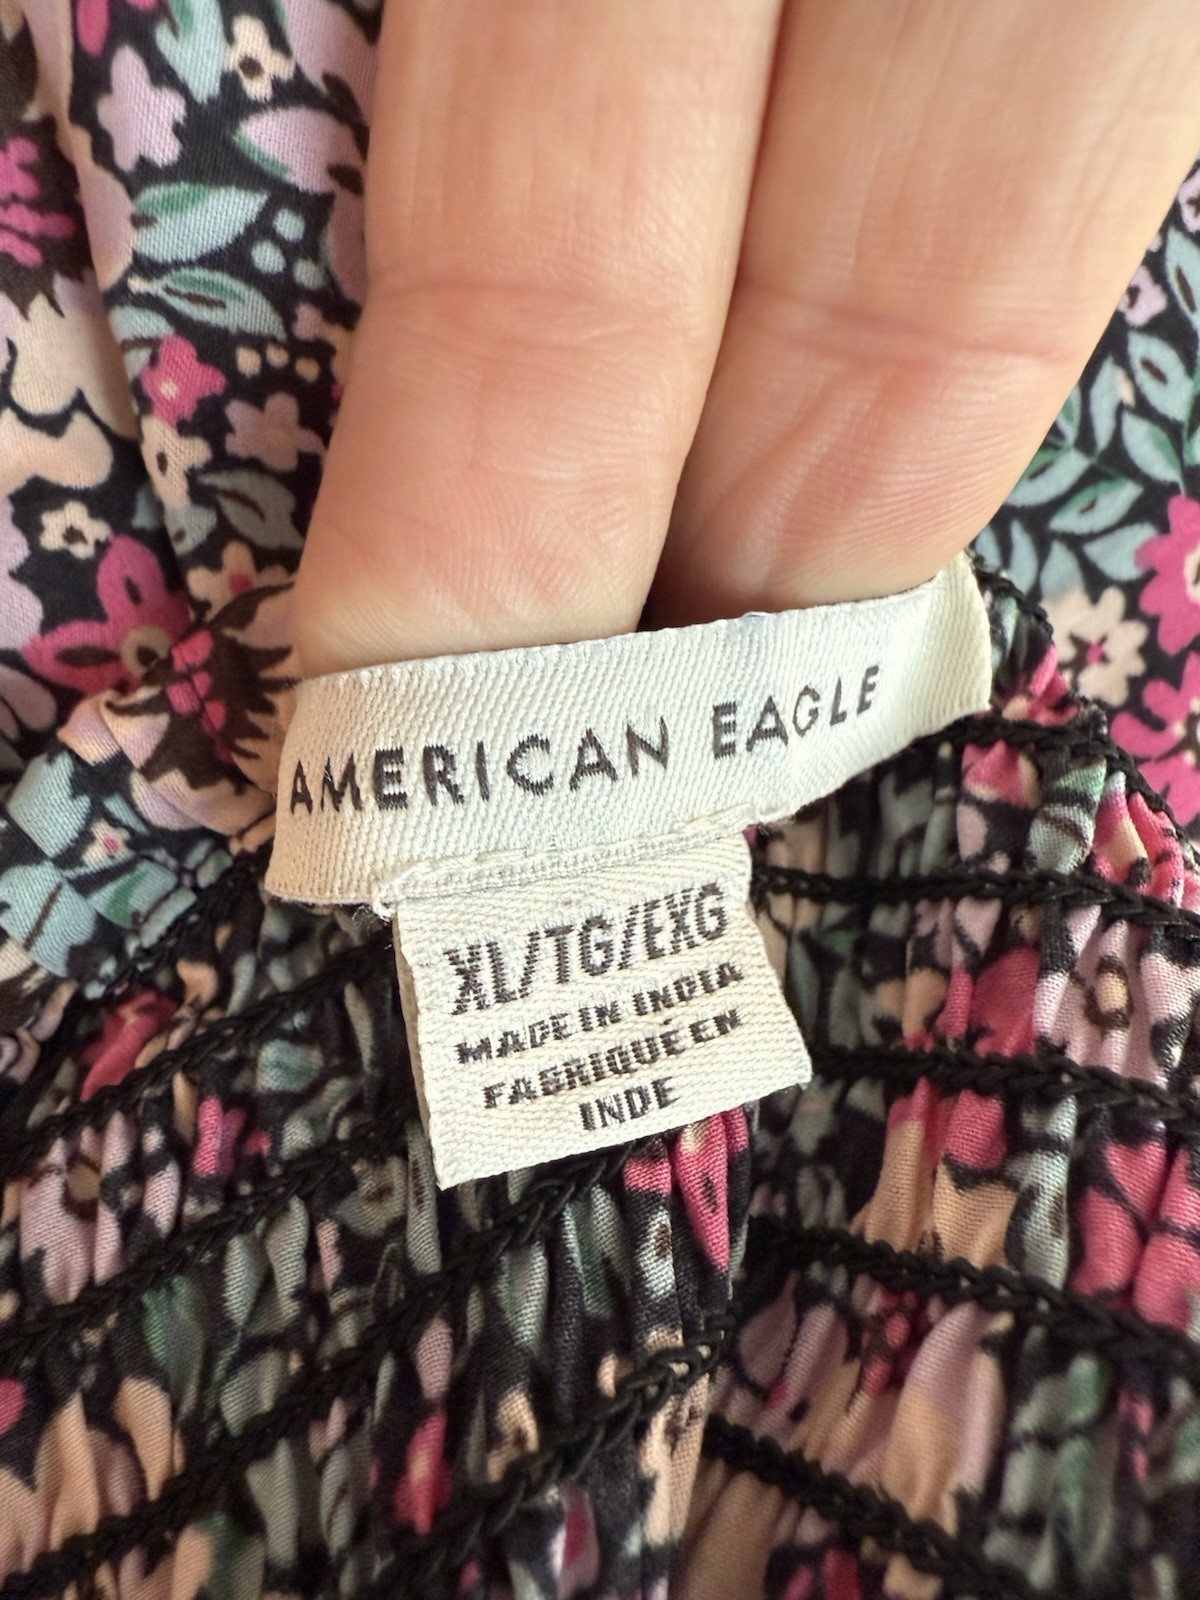 AMERICAN EAGLE
XL/TG/EXG
MADE IN INDIA
FABRIQUÉ EN
INDE